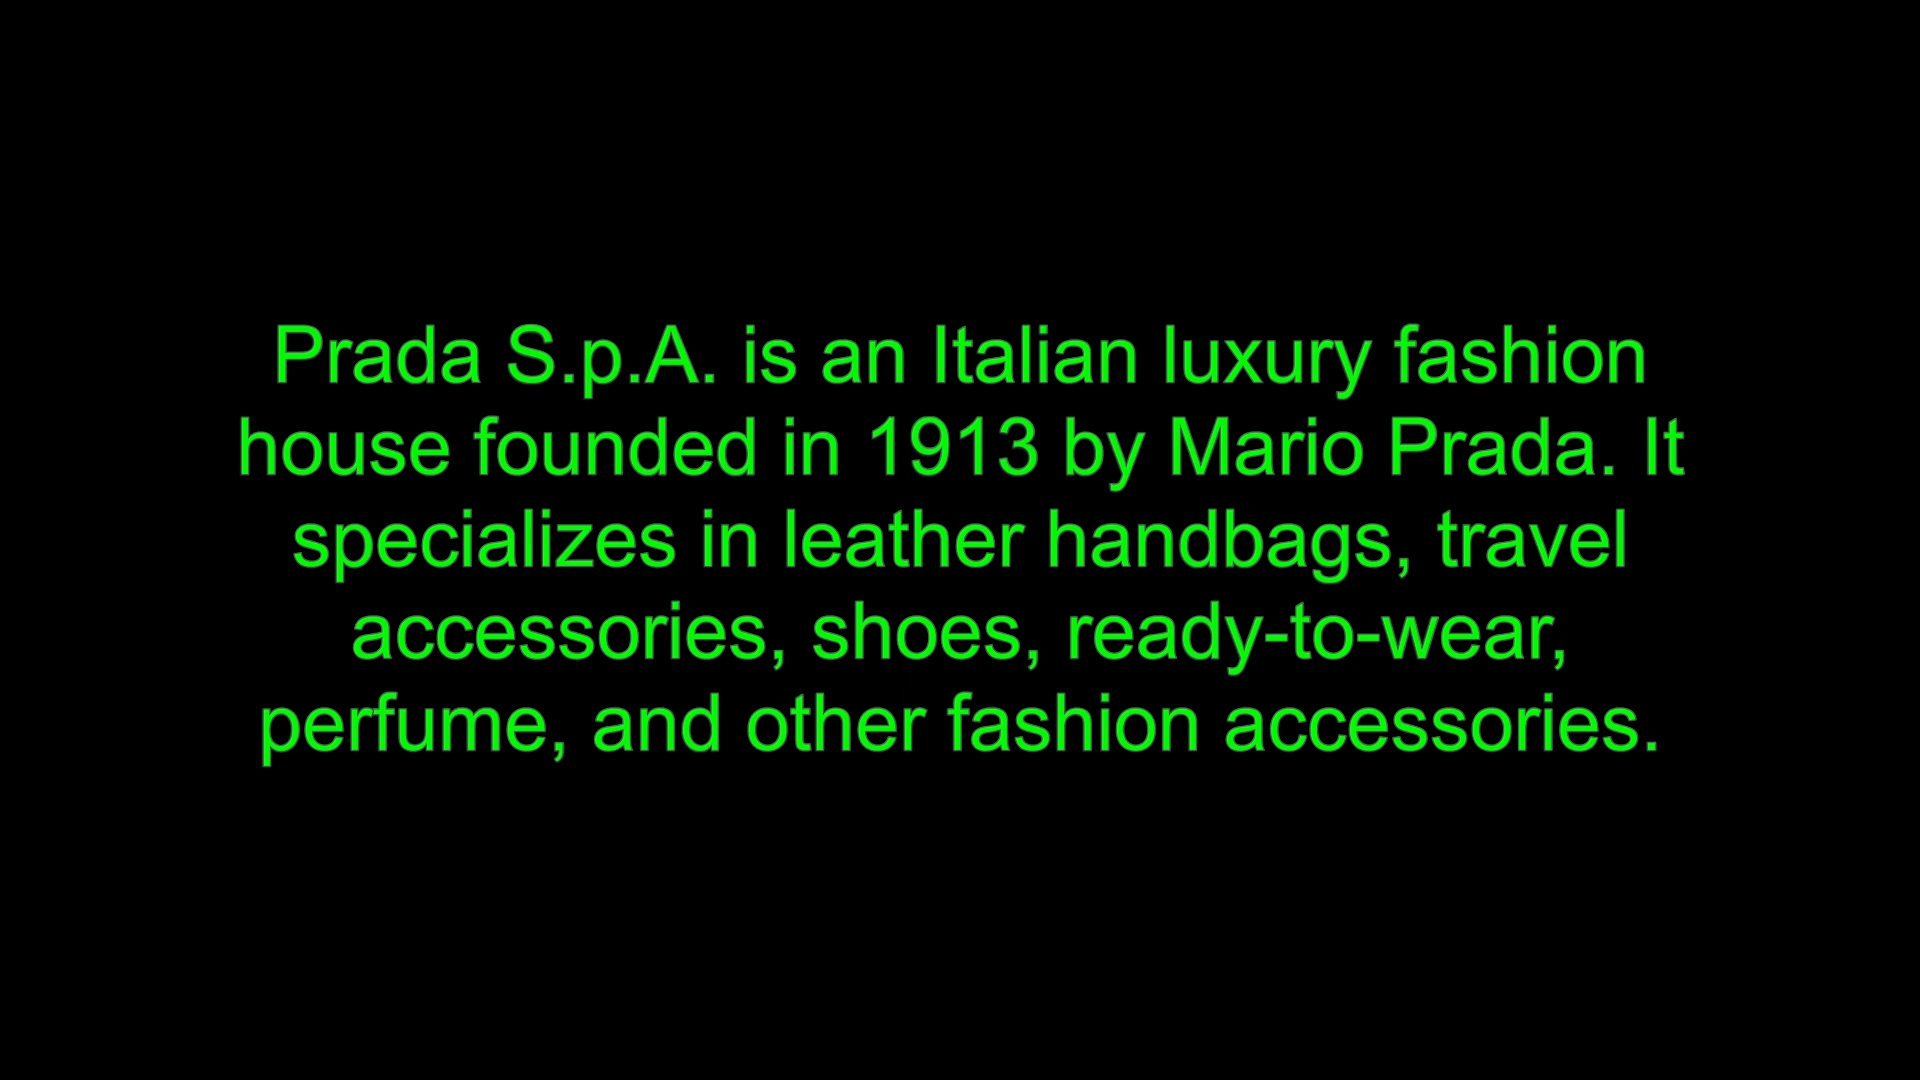 Prada S.p.A. is an Italian luxury fashion
house founded in 1913 by Mario Prada. It
specializes in leather handbags, travel
accessories, shoes, ready-to-wear,
perfume, and other fashion accessories.